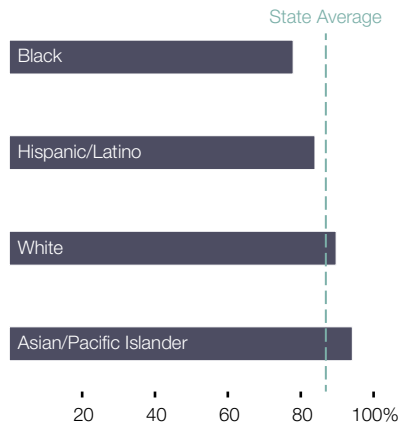 State Average
Black
Hispanic/Latino
White
Asian/Pacific Islander
20 40 60 80 100%